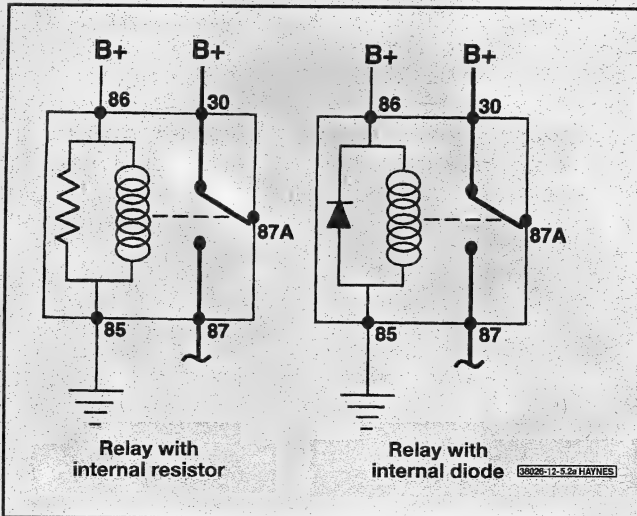 B+ B+ B+ B+
86 30 86 30
87A 87A
85 87 85 87
Relay with
internal resistor
Relay with
internal diode
38026-12-5.2a HAYNES